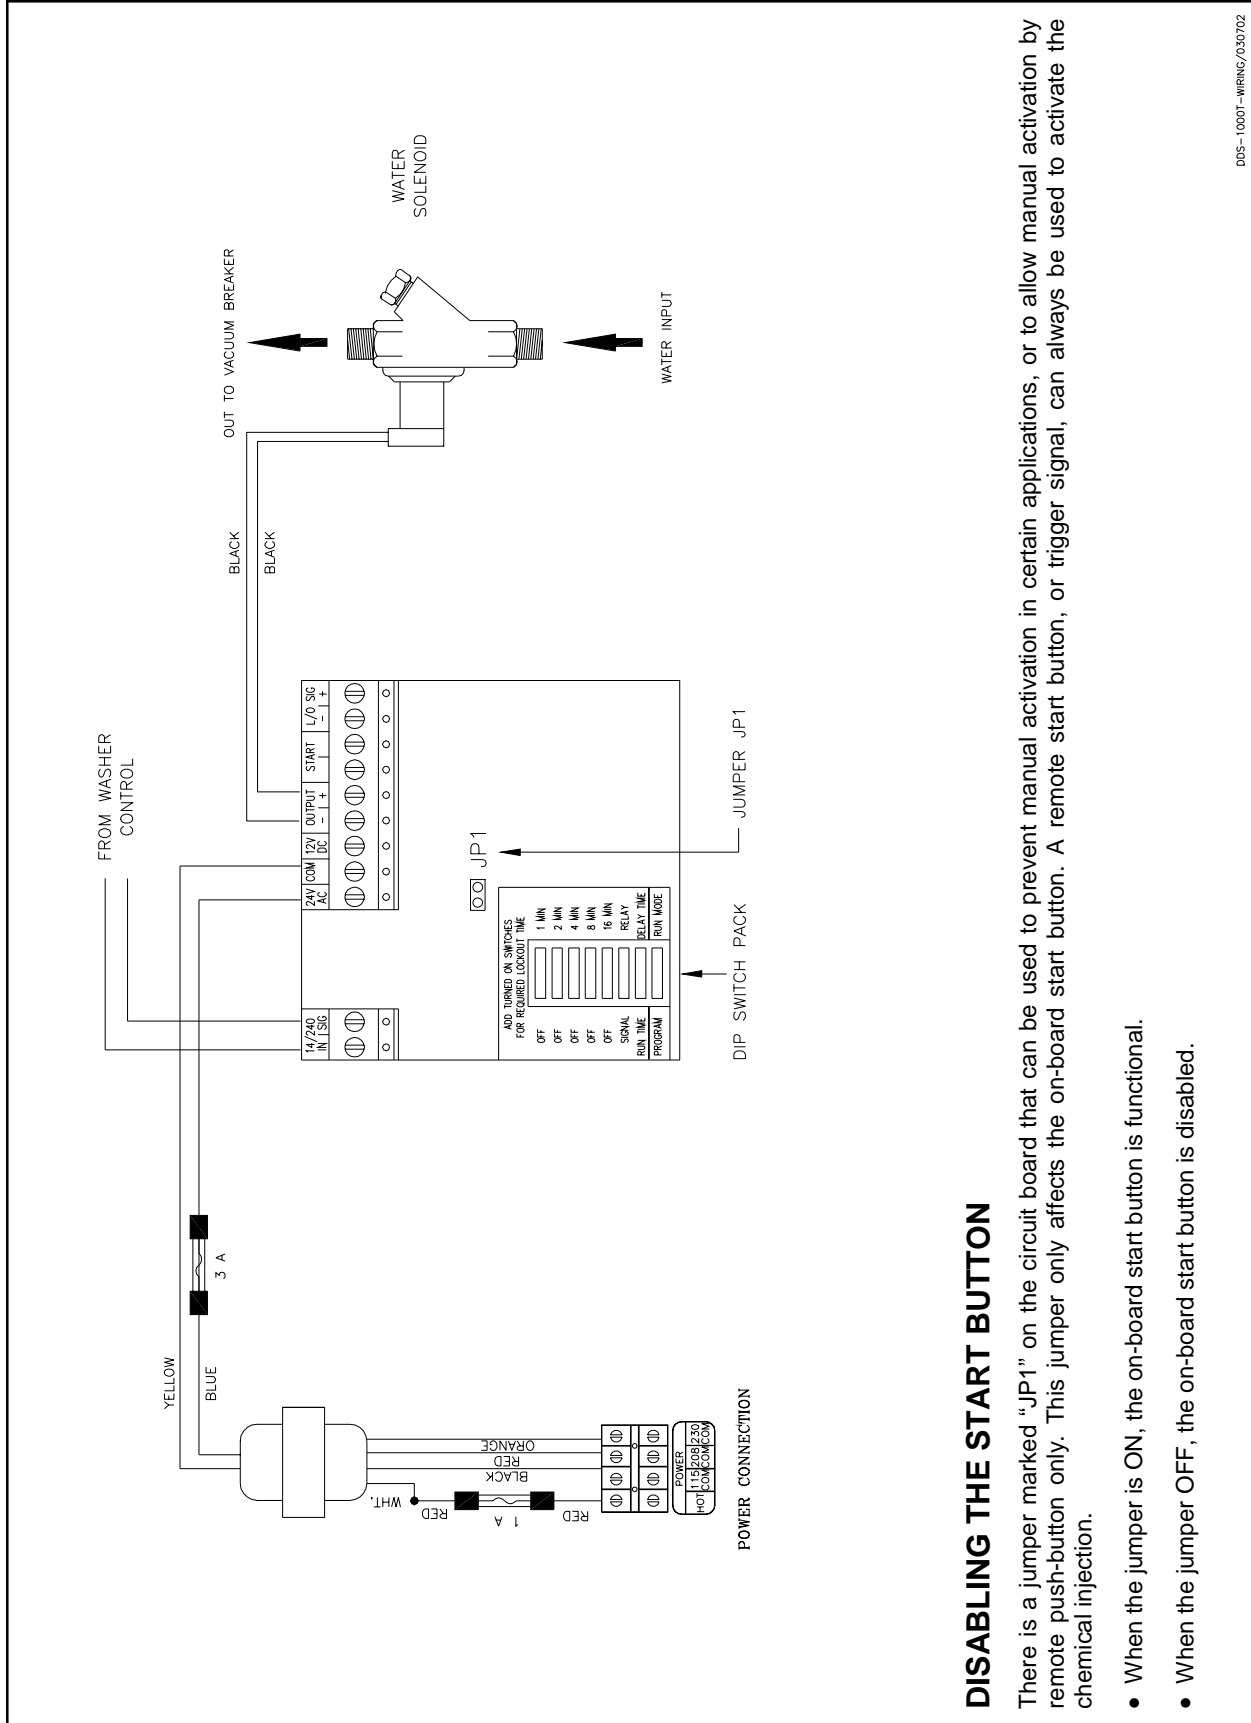 FROM WASHER
CONTROL
YELLOW
BLUE
3 A
BLACK
BLACK
OUT TO VACUUM BREAKER
WATER
SOLENOID
WATER INPUT
14/240
IN
SIG
24V
AC
COM
12V
DC
OUTPUT
- +
START
L/O SIG
- +
JP1
ADD TURNED ON SWITCHES
FOR REQUIRED LOCKOUT TIME
OFF 1 MIN
OFF 2 MIN
OFF 4 MIN
OFF 8 MIN
OFF 16 MIN
SIGNAL RELAY
RUN TIME DELAY TIME
PROGRAM RUN MODE
DIP SWITCH PACK
JUMPER JP1
WHT.
RED
1 A
RED
BLACK
RED
ORANGE
POWER
HOT 115 208 230
COM COM COM
POWER CONNECTION
DISABLING THE START BUTTON
There is a jumper marked “JP1” on the circuit board that can be used to prevent manual activation in certain applications, or to allow manual activation by
remote push-button only. This jumper only affects the on-board start button. A remote start button, or trigger signal, can always be used to activate the
chemical injection.
● When the jumper is ON, the on-board start button is functional.
● When the jumper OFF, the on-board start button is disabled.
DDS-1000T-WIRING/030702